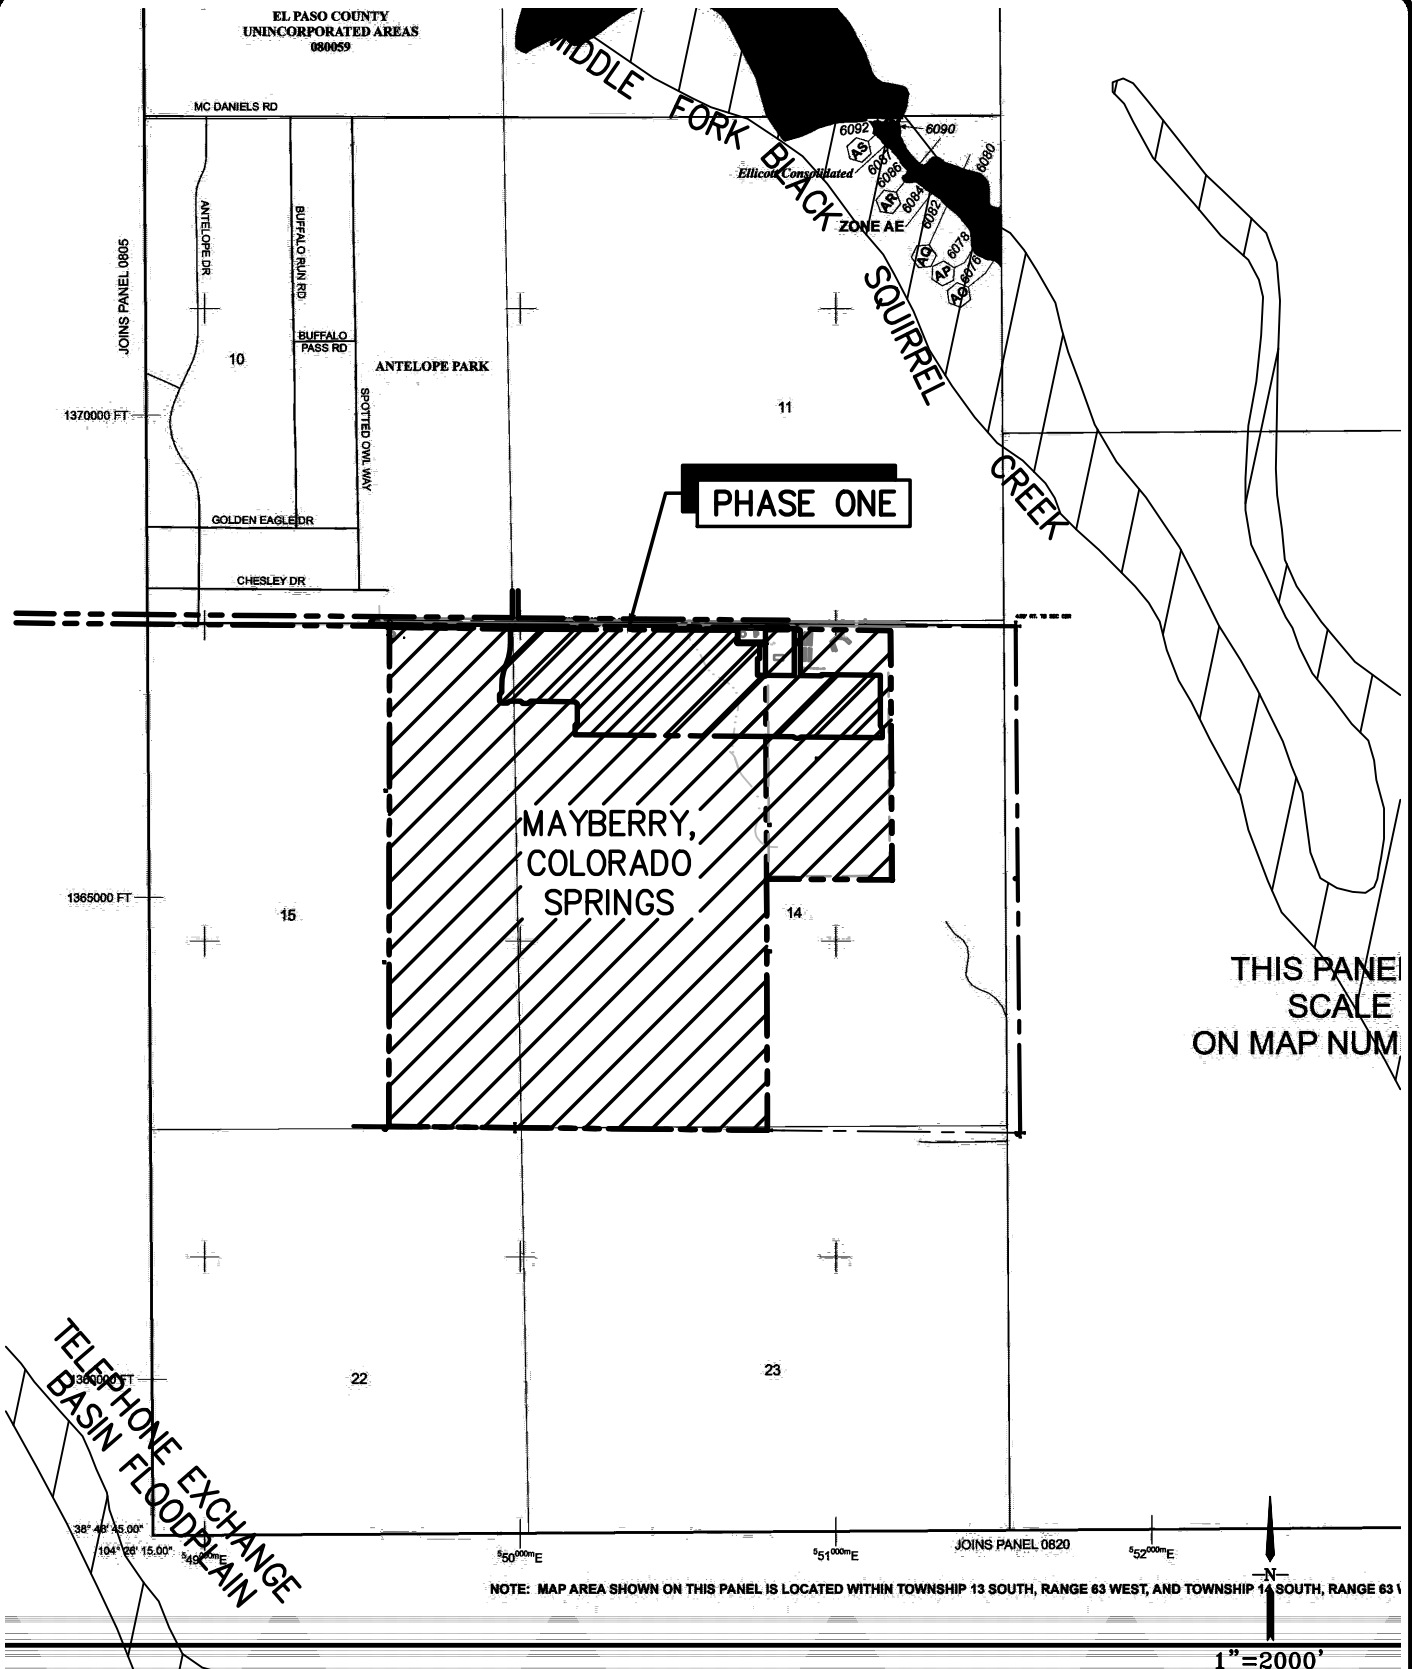 EL PASO COUNTY
UNINCORPORATED AREAS
080059
MIDDLE FORK BLACK SQUIRREL CREEK
MC DANIELS RD
6092
6090
AS
6087
6086
6080
Ellicott Consolidated
AR
6084
6082
ZONE AE
AQ
6078
AP
6076
AO
ANTELOPE DR
BUFFALO RUN RD
JOINS PANEL 0805
BUFFALO
PASS RD
10
ANTELOPE PARK
SPOTTED OWL WAY
11
1370000 FT
PHASE ONE
GOLDEN EAGLE DR
CHESLEY DR
MAYBERRY,
COLORADO
SPRINGS
1365000 FT
15
14
THIS PANE
SCALE
ON MAP NUM
22
23
1360000 FT
TELEPHONE EXCHANGE
BASIN FLOODPLAIN
38° 48' 45.00"
104° 26' 15.00"
549000mE
550000mE
551000mE
JOINS PANEL 0820
552000mE
NOTE: MAP AREA SHOWN ON THIS PANEL IS LOCATED WITHIN TOWNSHIP 13 SOUTH, RANGE 63 WEST, AND TOWNSHIP 14 SOUTH, RANGE 63
N
1"=2000'